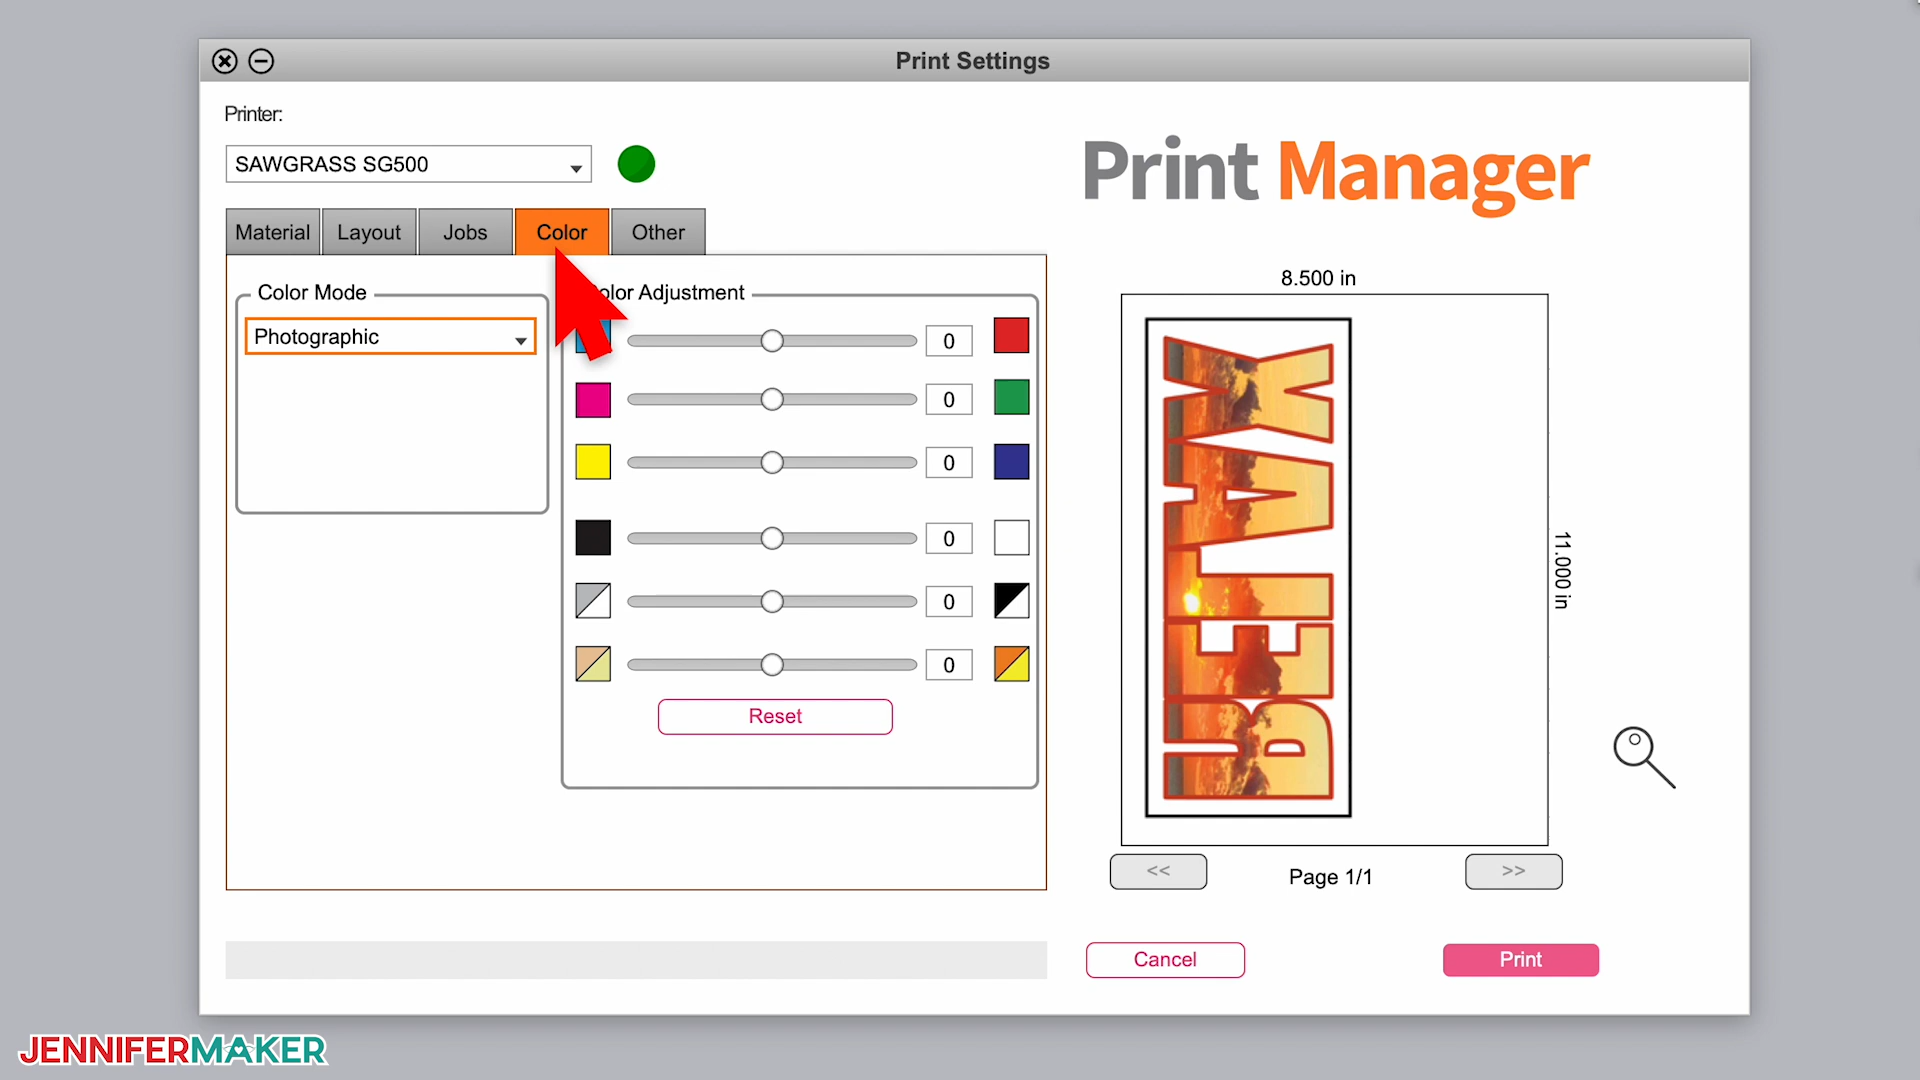 Print Settings
Printer:
SAWGRASS SG500
Print Manager
Material
Layout
Jobs
Color
Other
Color Mode
Photographic
Color Adjustment
0
0
0
0
0
0
Reset
8.500 in
11.000 in
RELAX
<<
Page 1/1
>>
Cancel
Print
JENNIFERMAKER